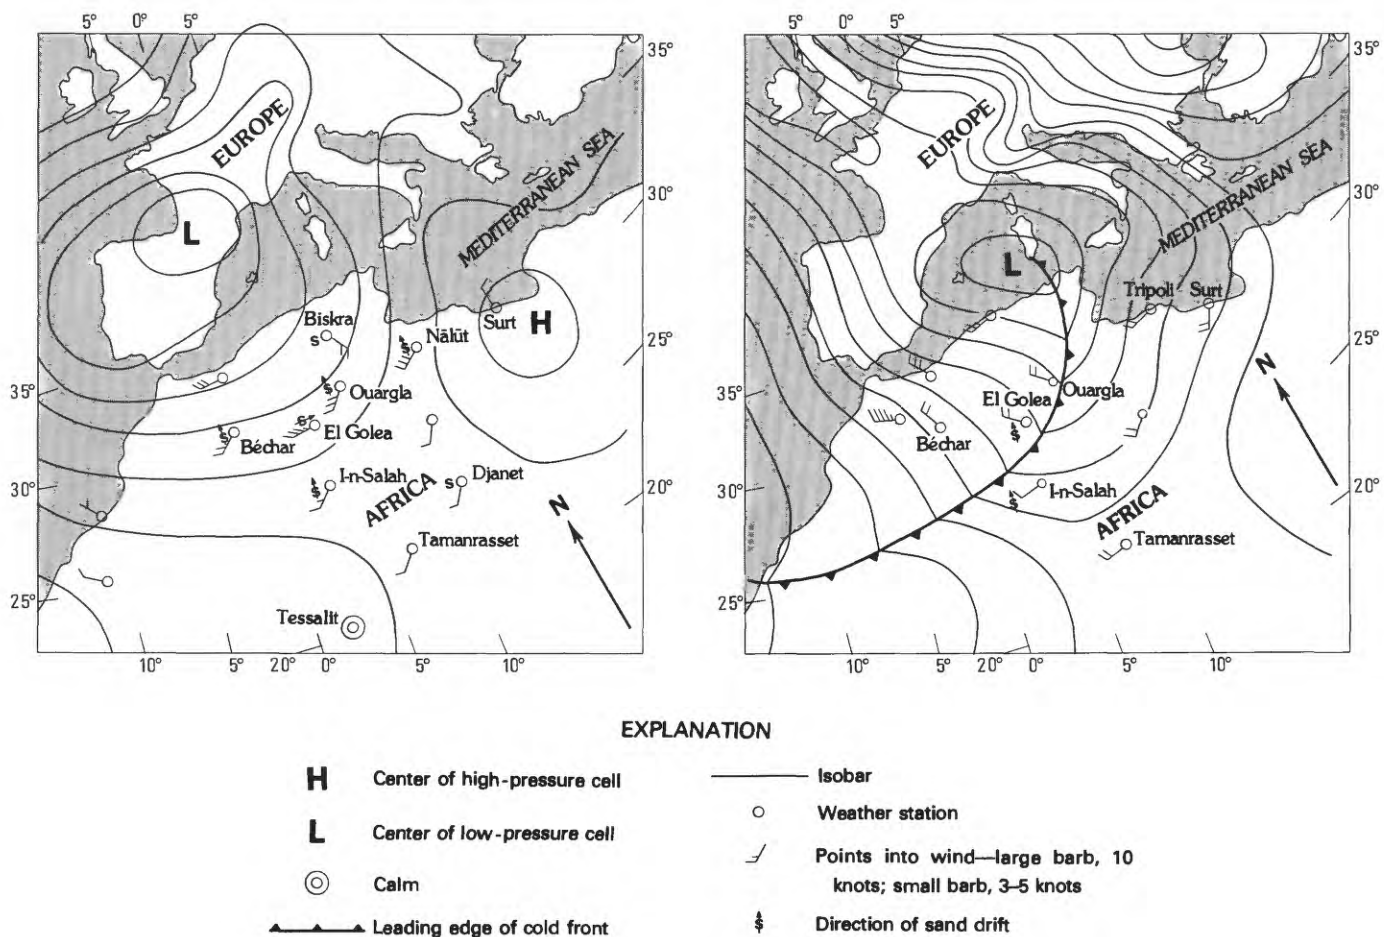 5° 0° 5°
35°
EUROPE
MEDITERRANEAN SEA
30°
L
Biskra
S
Nālūt
S
Surt
H
25°
35°
S
Ouargla
S
El Golea
S
Béchar
I-n-Salah
S
Djanet
S
AFRICA
30°
20°
N
Tamanrasset
25°
Tessalit
10° 5° 20° 0° 5° 10°
5° 0° 5°
35°
EUROPE
MEDITERRANEAN SEA
30°
L
Tripoli Surt
25°
35°
N
El Golea
Ouargla
S
Béchar
30°
I-n-Salah
S
AFRICA
20°
Tamanrasset
25°
10° 5° 20° 0° 5° 10°
EXPLANATION
H Center of high-pressure cell
L Center of low-pressure cell
Calm
Leading edge of cold front
Isobar
Weather station
Points into wind—large barb, 10
knots; small barb, 3–5 knots
S Direction of sand drift